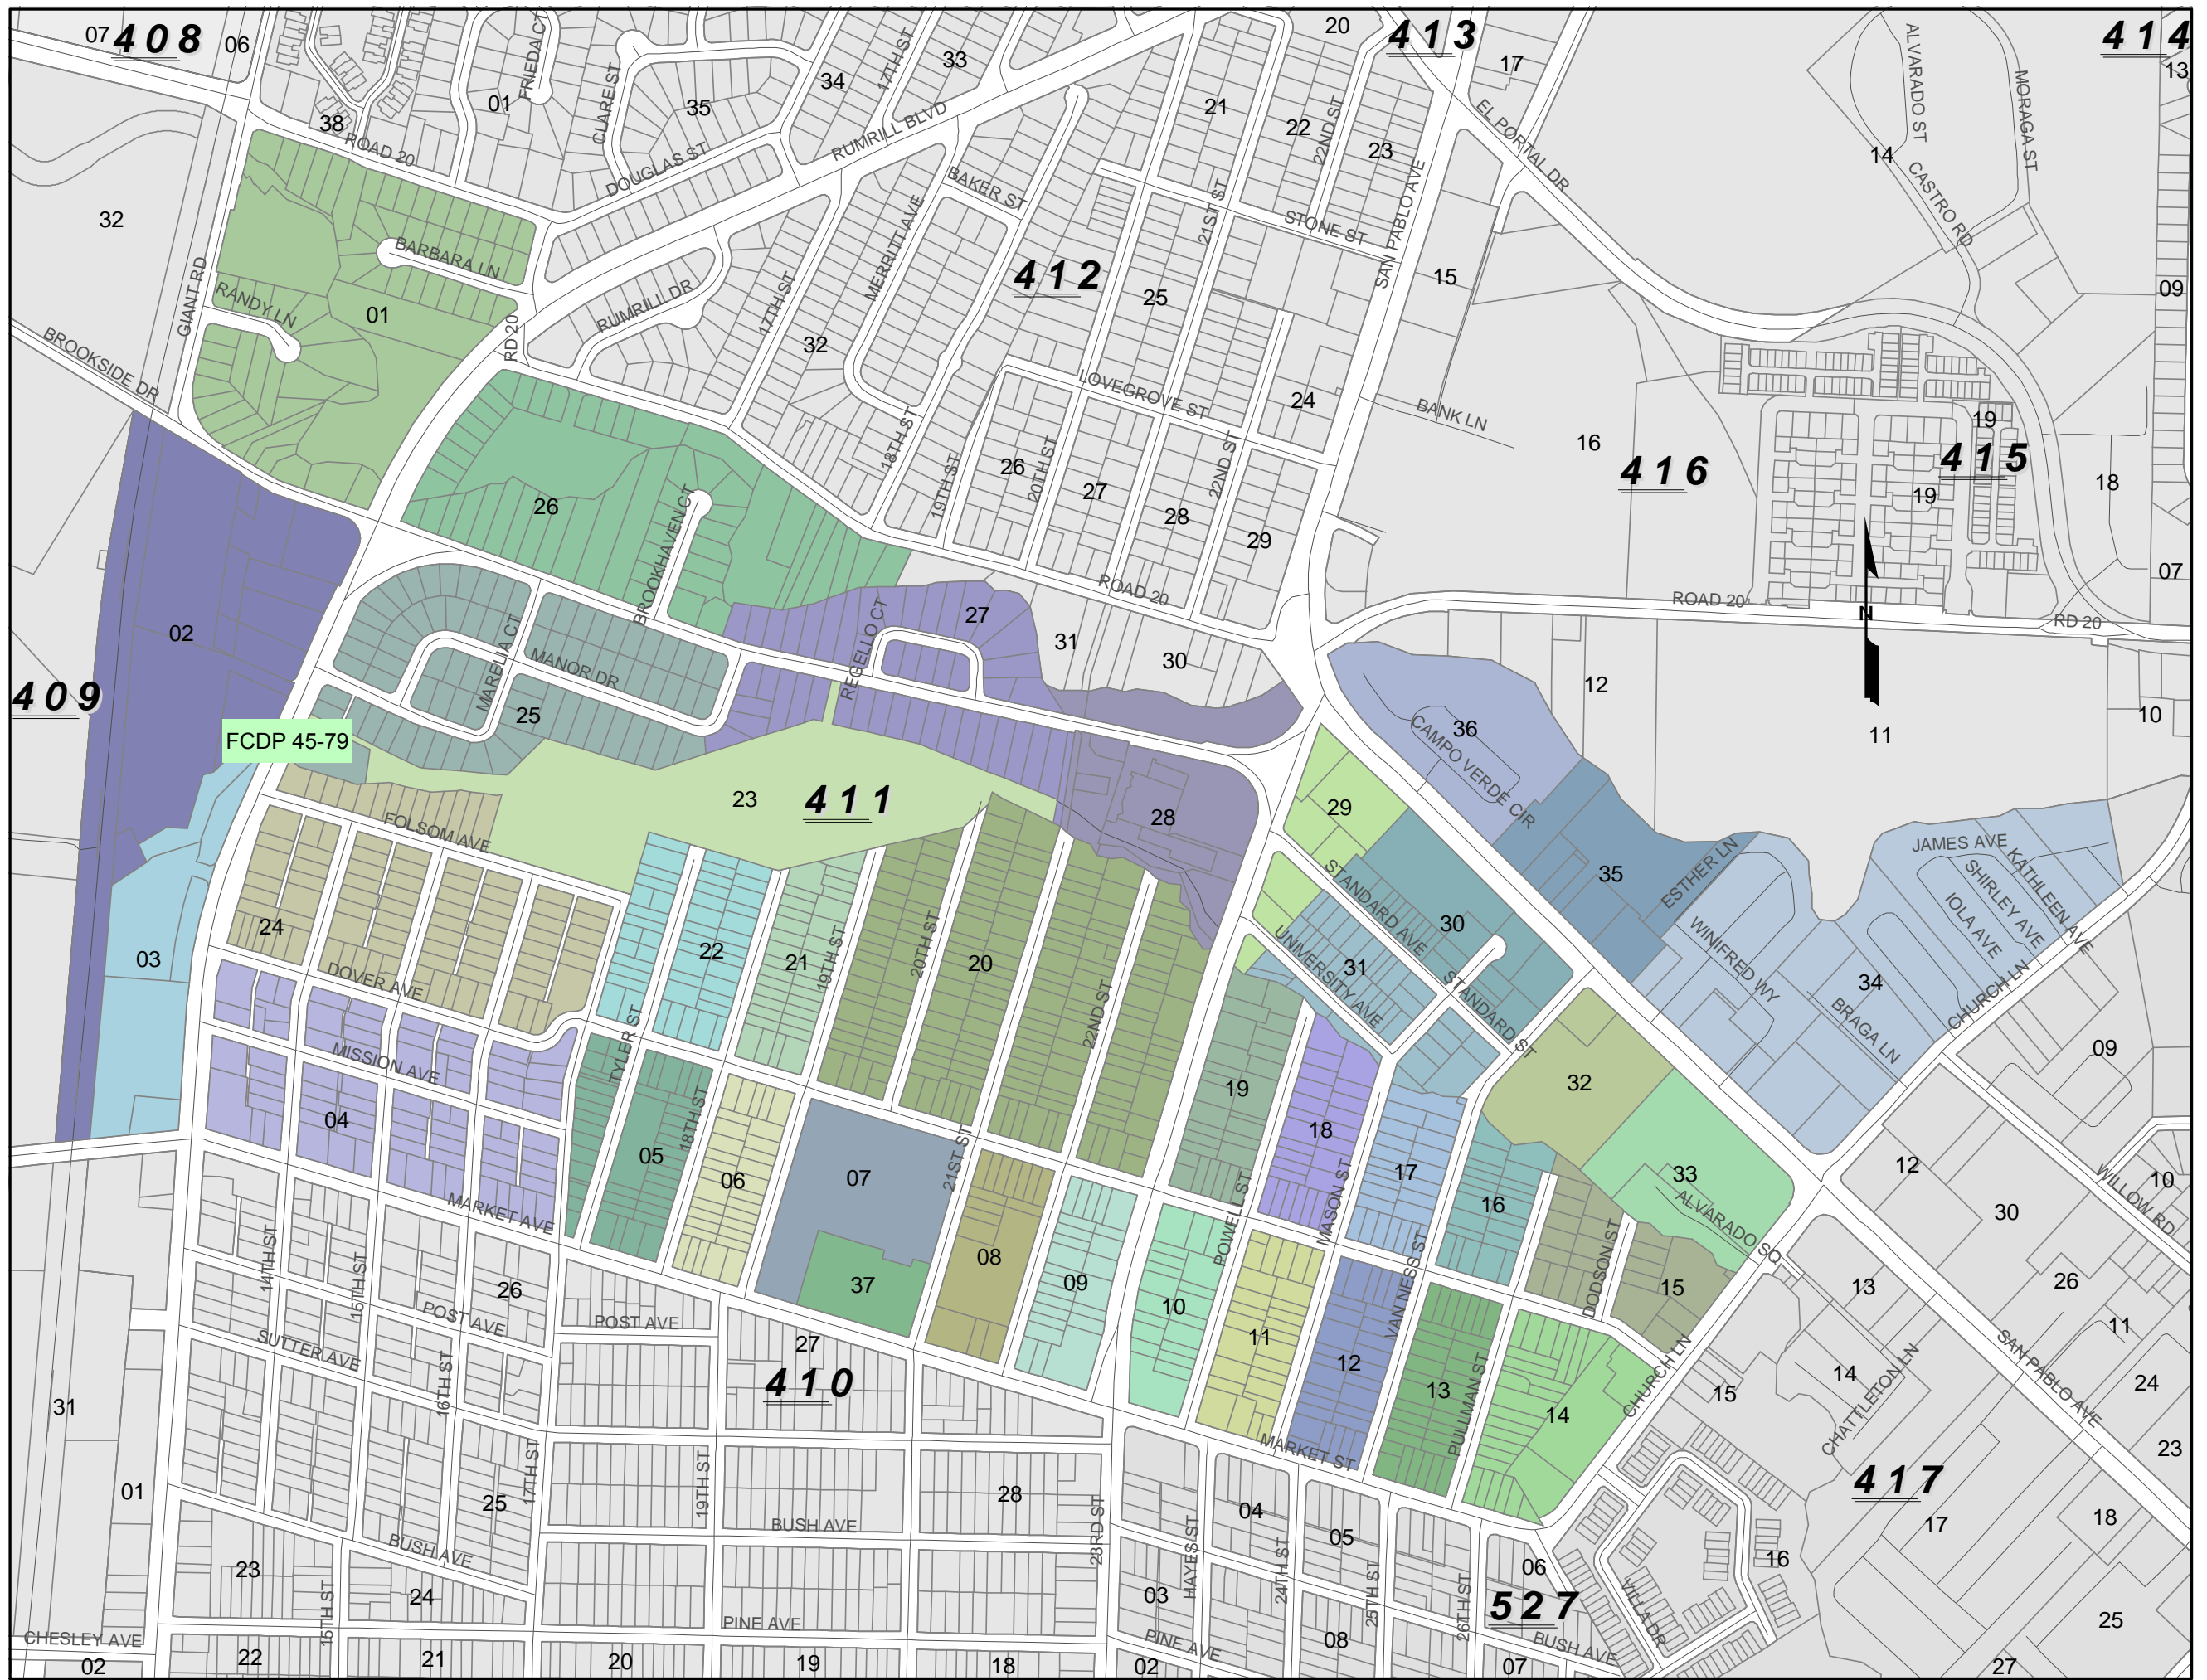 07
408
06
FRIEDA CT
CLARE ST
34
17TH ST
33
20
413
17
ALVARADO ST
MORAGA ST
414
13
38
01
35
ROAD 20
DOUGLAS ST
RUMRILL BLVD
21
22
22ND ST
23
EL PORTAL DR
14
CASTRO RD
32
BAKER ST
MERRITT AVE
21ST ST
STONE ST
SAN PABLO AVE
15
GIANT RD
BARBARA LN
RANDY LN
01
RD 20
RUMRILL DR
17TH ST
32
412
25
09
BROOKSIDE DR
LOVEGROVE ST
24
BANK LN
16
416
19
415
19
18
18TH ST
19TH ST
26
20TH ST
27
28
22ND ST
29
26
BROOKHAVEN CT
ROAD 20
07
ROAD 20
N
RD 20
02
409
MARELIA CT
MANOR DR
25
REGELLO CT
27
31
30
36
CAMPO VERDE CIR
12
11
10
FCDP 45-79
23
411
28
29
FOLSOM AVE
STANDARD AVE
30
35
ESTHER LN
JAMES AVE
KATHLEEN AVE
SHIRLEY AVE
IOLA AVE
24
03
DOVER AVE
22
21
19TH ST
20TH ST
20
22ND ST
UNIVERSITY AVE
31
STANDARD ST
WINIFRED WY
34
BRAGA LN
CHURCH LN
09
MISSION AVE
TYLER ST
04
18TH ST
05
06
07
21ST ST
19
18
17
32
33
ALVARADO SQ
12
10
WILLOW RD
30
MARKET AVE
37
08
09
POWELL ST
MASON ST
VAN NESS ST
16
DODSON ST
15
13
26
14TH ST
15TH ST
26
POST AVE
POST AVE
27
410
10
11
12
13
PULLMAN ST
14
CHURCH LN
15
14
CHATTLETON LN
SAN PABLO AVE
11
24
SUTTER AVE
16TH ST
31
01
25
17TH ST
19TH ST
28
MARKET ST
417
23
BUSH AVE
BUSH AVE
23RD ST
04
05
17
18
23
24
15TH ST
PINE AVE
03
HAYES ST
24TH ST
25TH ST
26TH ST
06
527
VILLA DR
16
25
CHESLEY AVE
02
22
21
20
19
18
02
PINE AVE
08
07
BUSH AVE
27